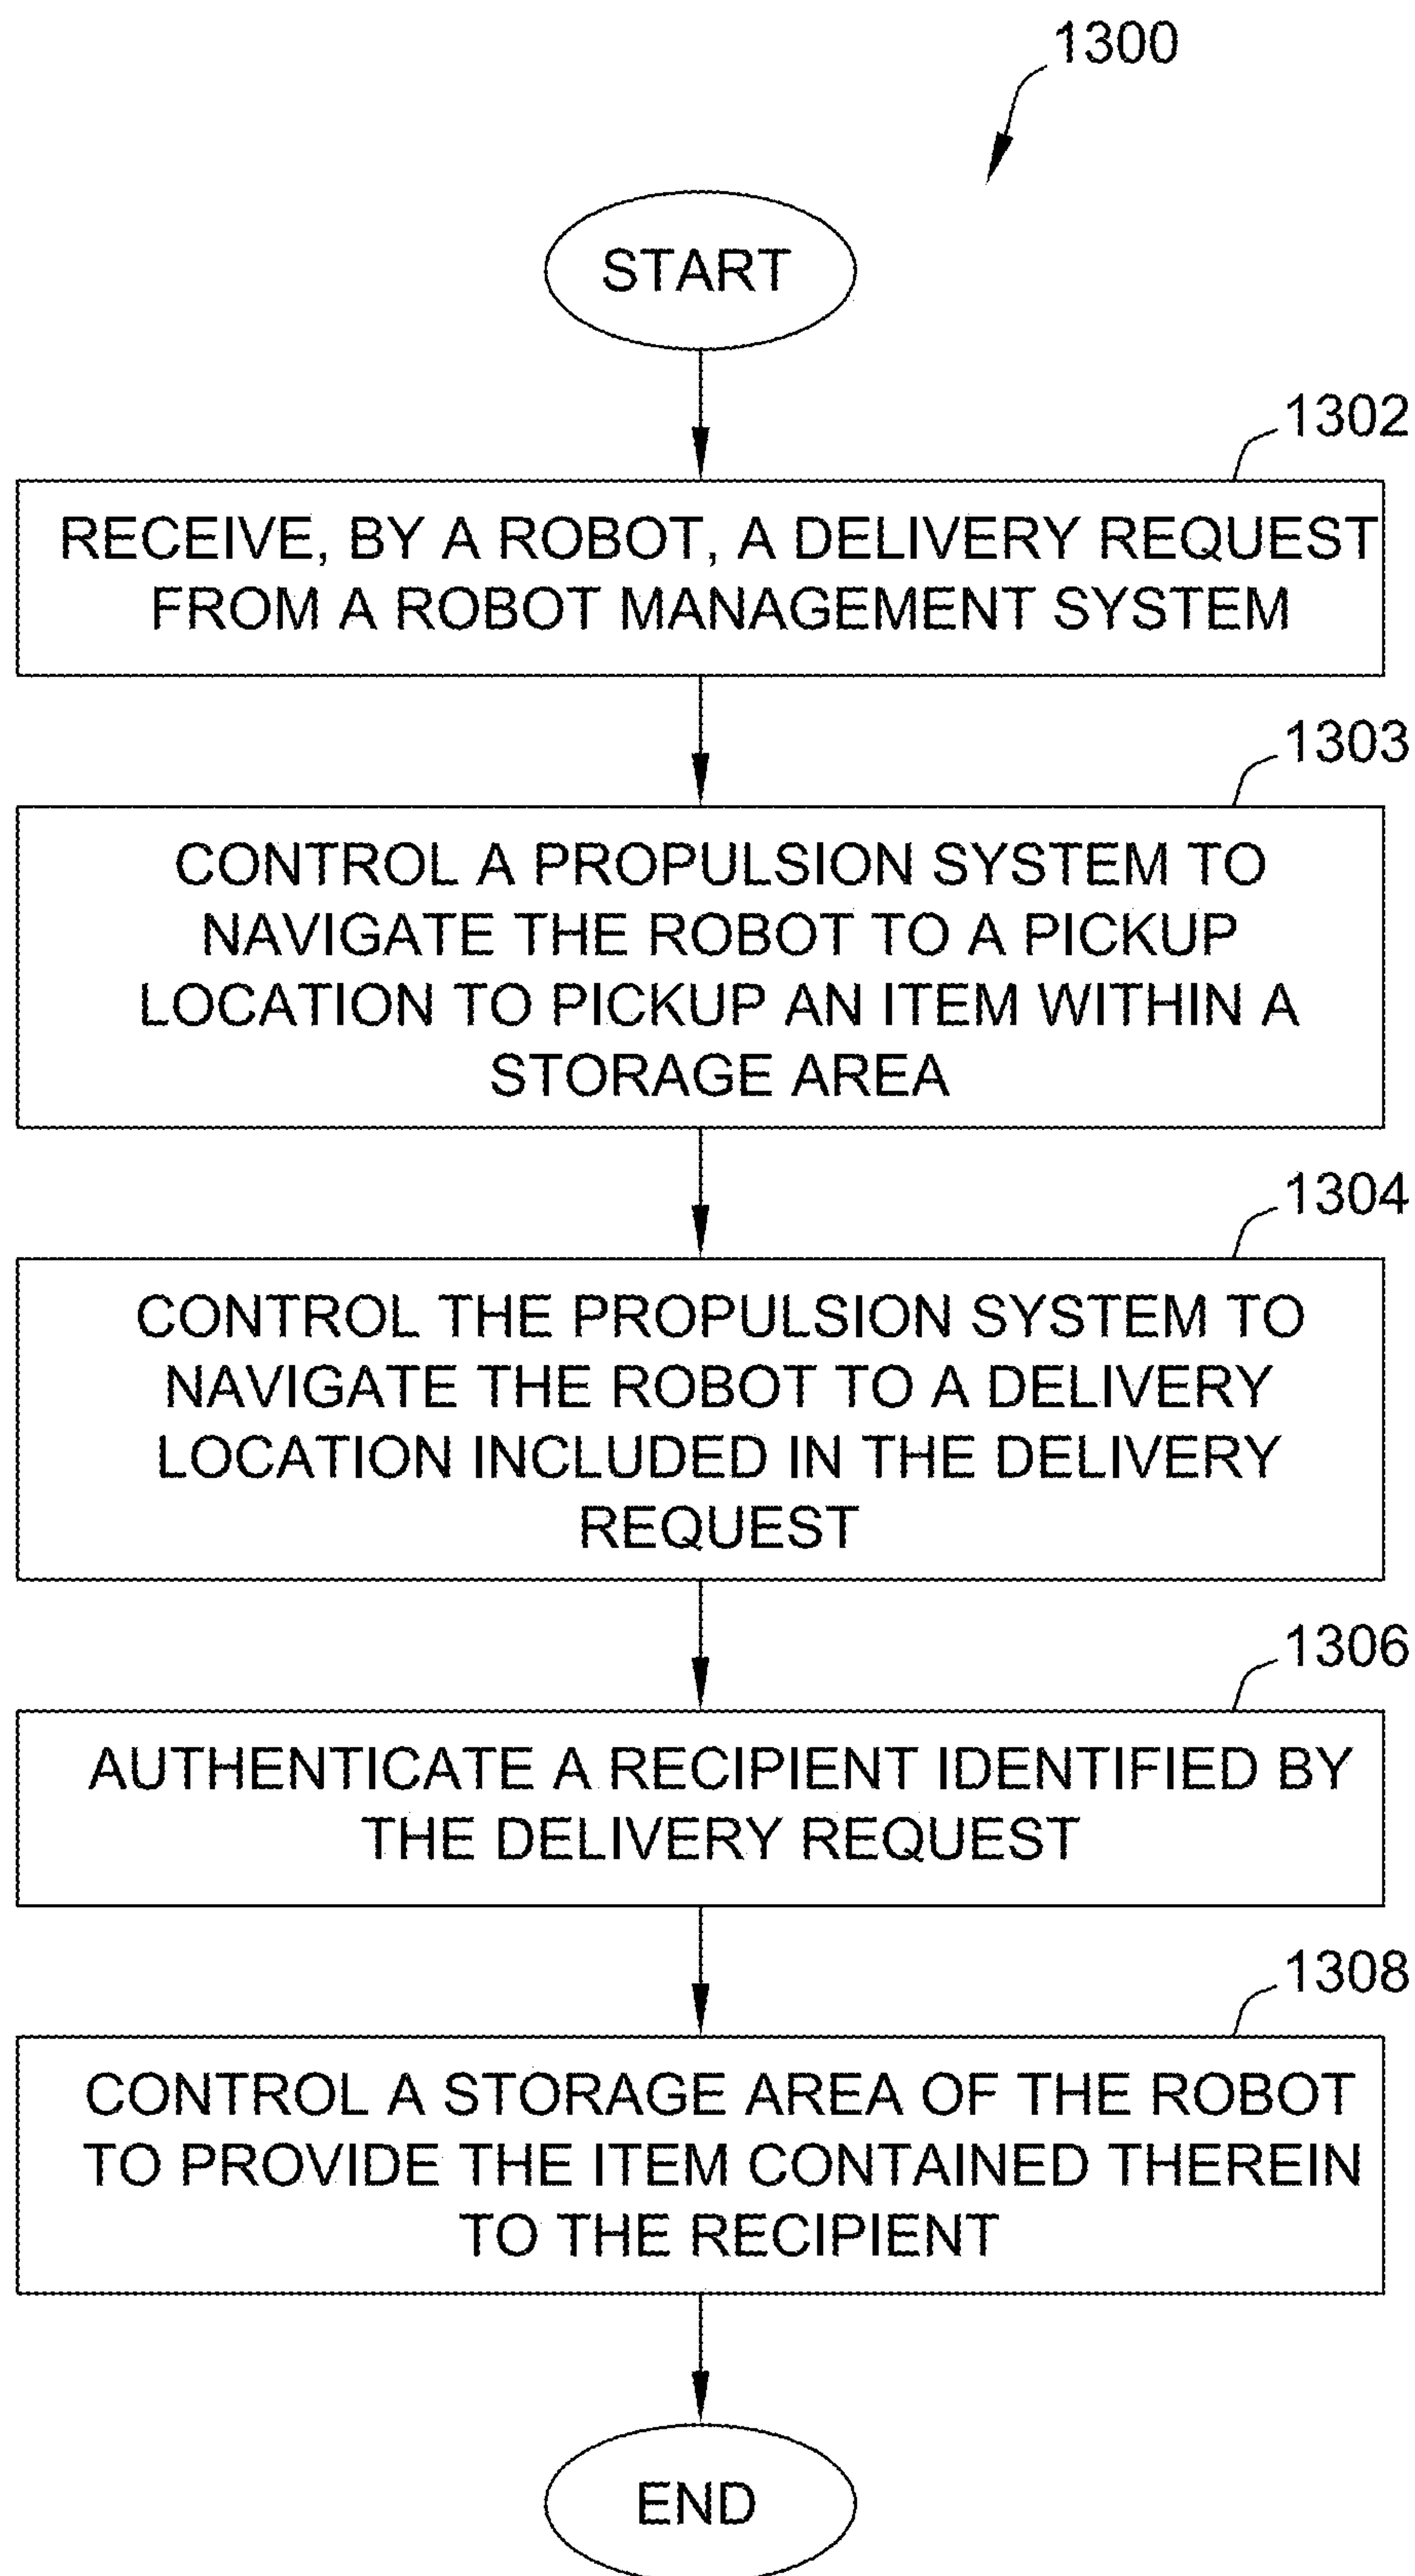 1300
START
1302
RECEIVE, BY A ROBOT, A DELIVERY REQUEST
FROM A ROBOT MANAGEMENT SYSTEM
1303
CONTROL A PROPULSION SYSTEM TO
NAVIGATE THE ROBOT TO A PICKUP
LOCATION TO PICKUP AN ITEM WITHIN A
STORAGE AREA
1304
CONTROL THE PROPULSION SYSTEM TO
NAVIGATE THE ROBOT TO A DELIVERY
LOCATION INCLUDED IN THE DELIVERY
REQUEST
1306
AUTHENTICATE A RECIPIENT IDENTIFIED BY
THE DELIVERY REQUEST
1308
CONTROL A STORAGE AREA OF THE ROBOT
TO PROVIDE THE ITEM CONTAINED THEREIN
TO THE RECIPIENT
END